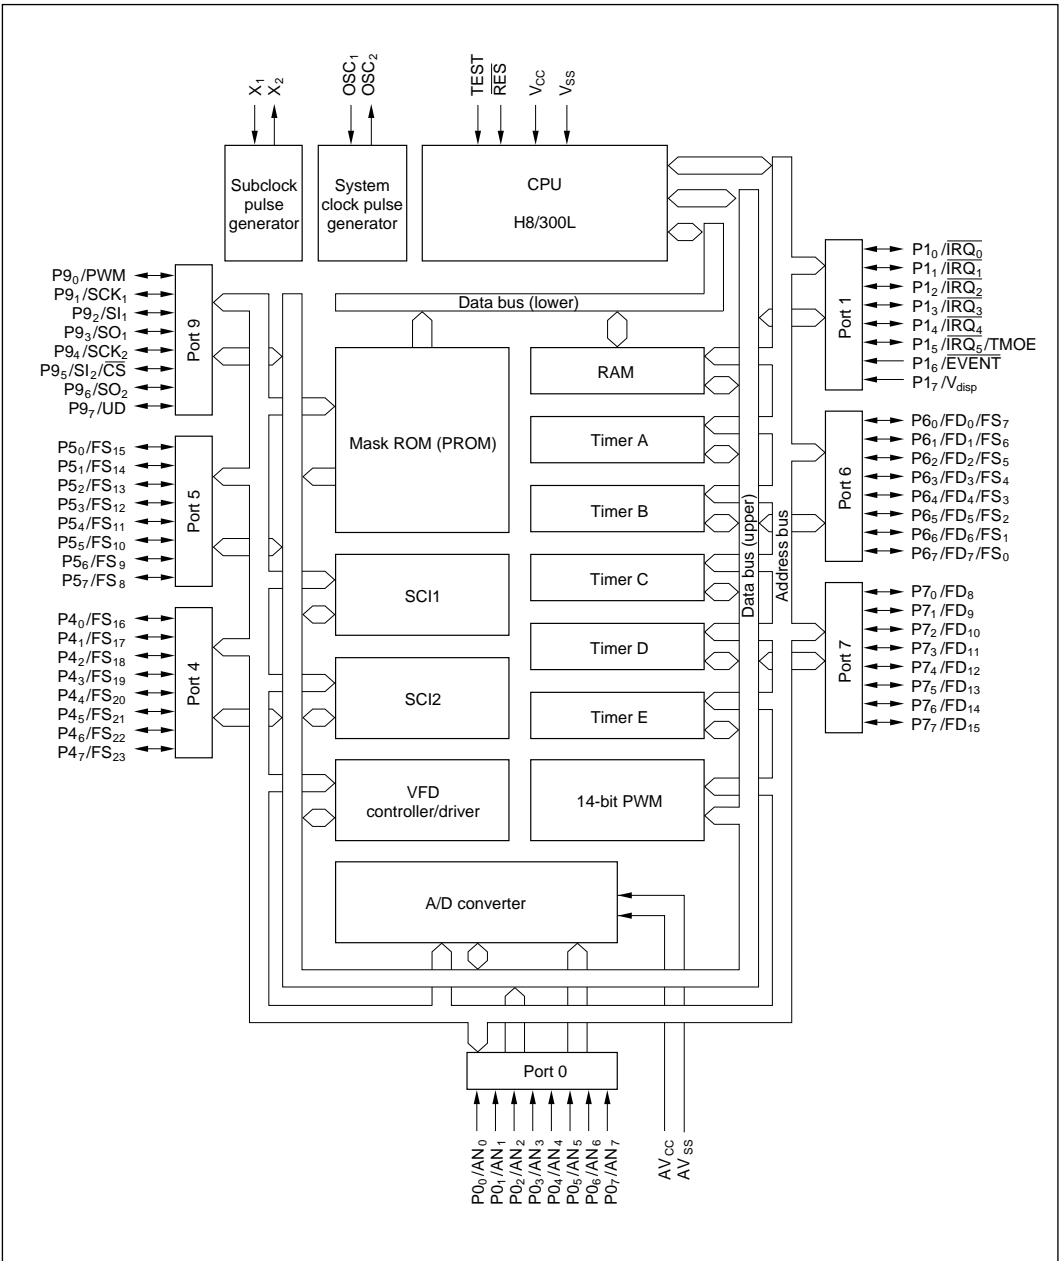 X1
X2
OSC1
OSC2
TEST
RES
VCC
VSS
Subclock
pulse
generator
System
clock pulse
generator
CPU
H8/300L
P90/PWM
P91/SCK1
P92/SI1
P93/SO1
P94/SCK2
P95/SI2/CS
P96/SO2
P97/UD
Port 9
P50/FS15
P51/FS14
P52/FS13
P53/FS12
P54/FS11
P55/FS10
P56/FS9
P57/FS8
Port 5
P40/FS16
P41/FS17
P42/FS18
P43/FS19
P44/FS20
P45/FS21
P46/FS22
P47/FS23
Port 4
Data bus (lower)
Mask ROM (PROM)
SCI1
SCI2
VFD
controller/driver
RAM
Timer A
Timer B
Timer C
Timer D
Timer E
14-bit PWM
A/D converter
Data bus (upper)
Address bus
Port 1
P10/IRQ0
P11/IRQ1
P12/IRQ2
P13/IRQ3
P14/IRQ4
P15/IRQ5/TMOE
P16/EVENT
P17/Vdisp
Port 6
P60/FD0/FS7
P61/FD1/FS6
P62/FD2/FS5
P63/FD3/FS4
P64/FD4/FS3
P65/FD5/FS2
P66/FD6/FS1
P67/FD7/FS0
Port 7
P70/FD8
P71/FD9
P72/FD10
P73/FD11
P74/FD12
P75/FD13
P76/FD14
P77/FD15
Port 0
P00/AN0
P01/AN1
P02/AN2
P03/AN3
P04/AN4
P05/AN5
P06/AN6
P07/AN7
AVCC
AVSS